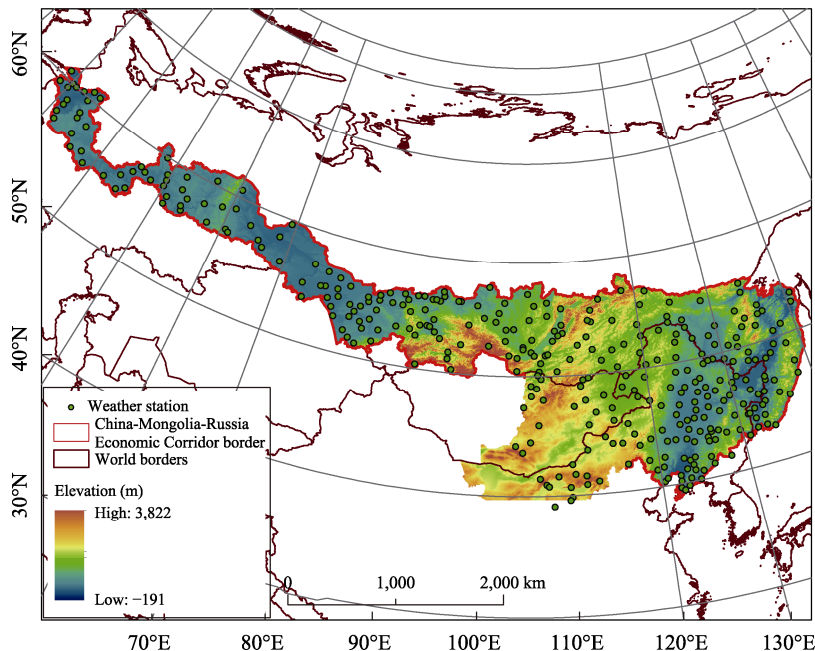 60°N
50°N
40°N
30°N
Weather station
China-Mongolia-Russia
Economic Corridor border
World borders
Elevation (m)
High: 3,822
Low: −191
0 1,000 2,000 km
70°E 80°E 90°E 100°E 110°E 120°E 130°E